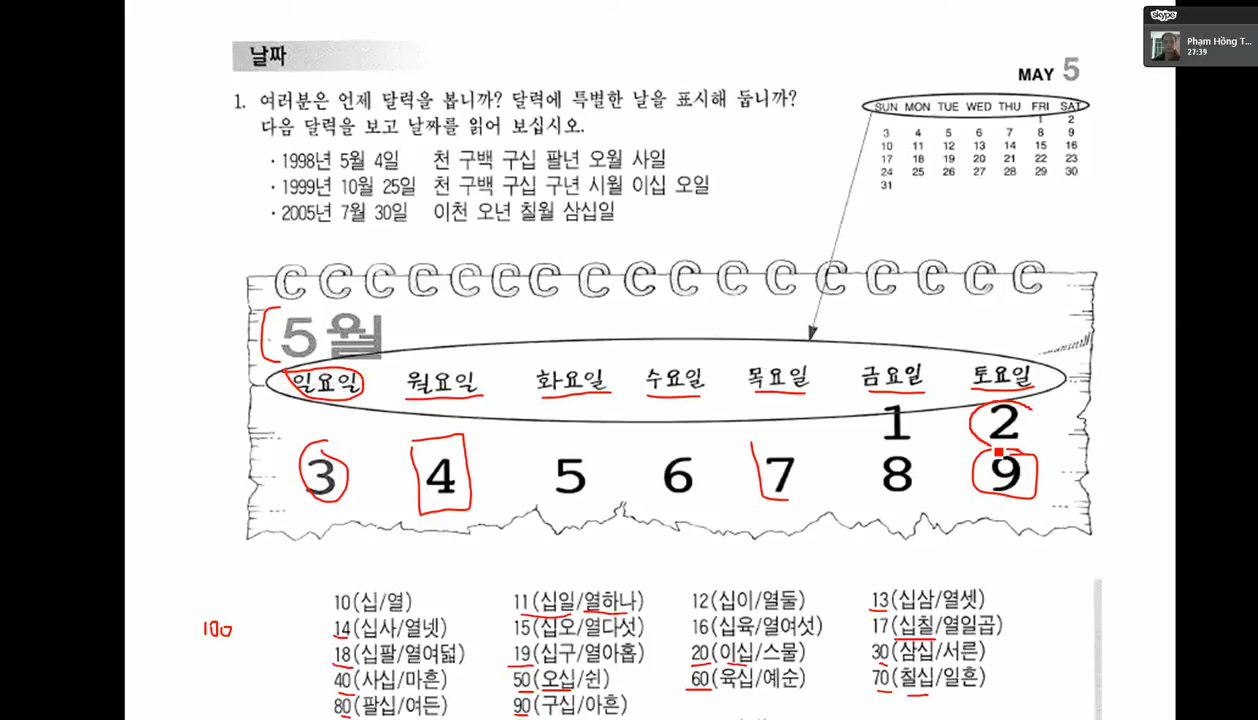 skype
Phạm Hồng T...
27:39
날짜
MAY 5
1. 여러분은 언제 달력을 봅니까? 달력에 특별한 날을 표시해 둡니까?
다음 달력을 보고 날짜를 읽어 보십시오.
· 1998년 5월 4일 천 구백 구십 팔년 오월 사일
· 1999년 10월 25일 천 구백 구십 구년 시월 이십 오일
· 2005년 7월 30일 이천 오년 칠월 삼십일
SUN MON TUE WED THU FRI SAT
1 2
3 4 5 6 7 8 9
10 11 12 13 14 15 16
17 18 19 20 21 22 23
24 25 26 27 28 29 30
31
5월
일요일 월요일 화요일 수요일 목요일 금요일 토요일
1 2
3 4 5 6 7 8 9
10(십/열) 11(십일/열하나) 12(십이/열둘) 13(십삼/열셋)
100 14(십사/열넷) 15(십오/열다섯) 16(십육/열여섯) 17(십칠/열일곱)
18(십팔/열여덟) 19(십구/열아홉) 20(이십/스물) 30(삼십/서른)
40(사십/마흔) 50(오십/쉰) 60(육십/예순) 70(칠십/일흔)
80(팔십/여든) 90(구십/아흔)